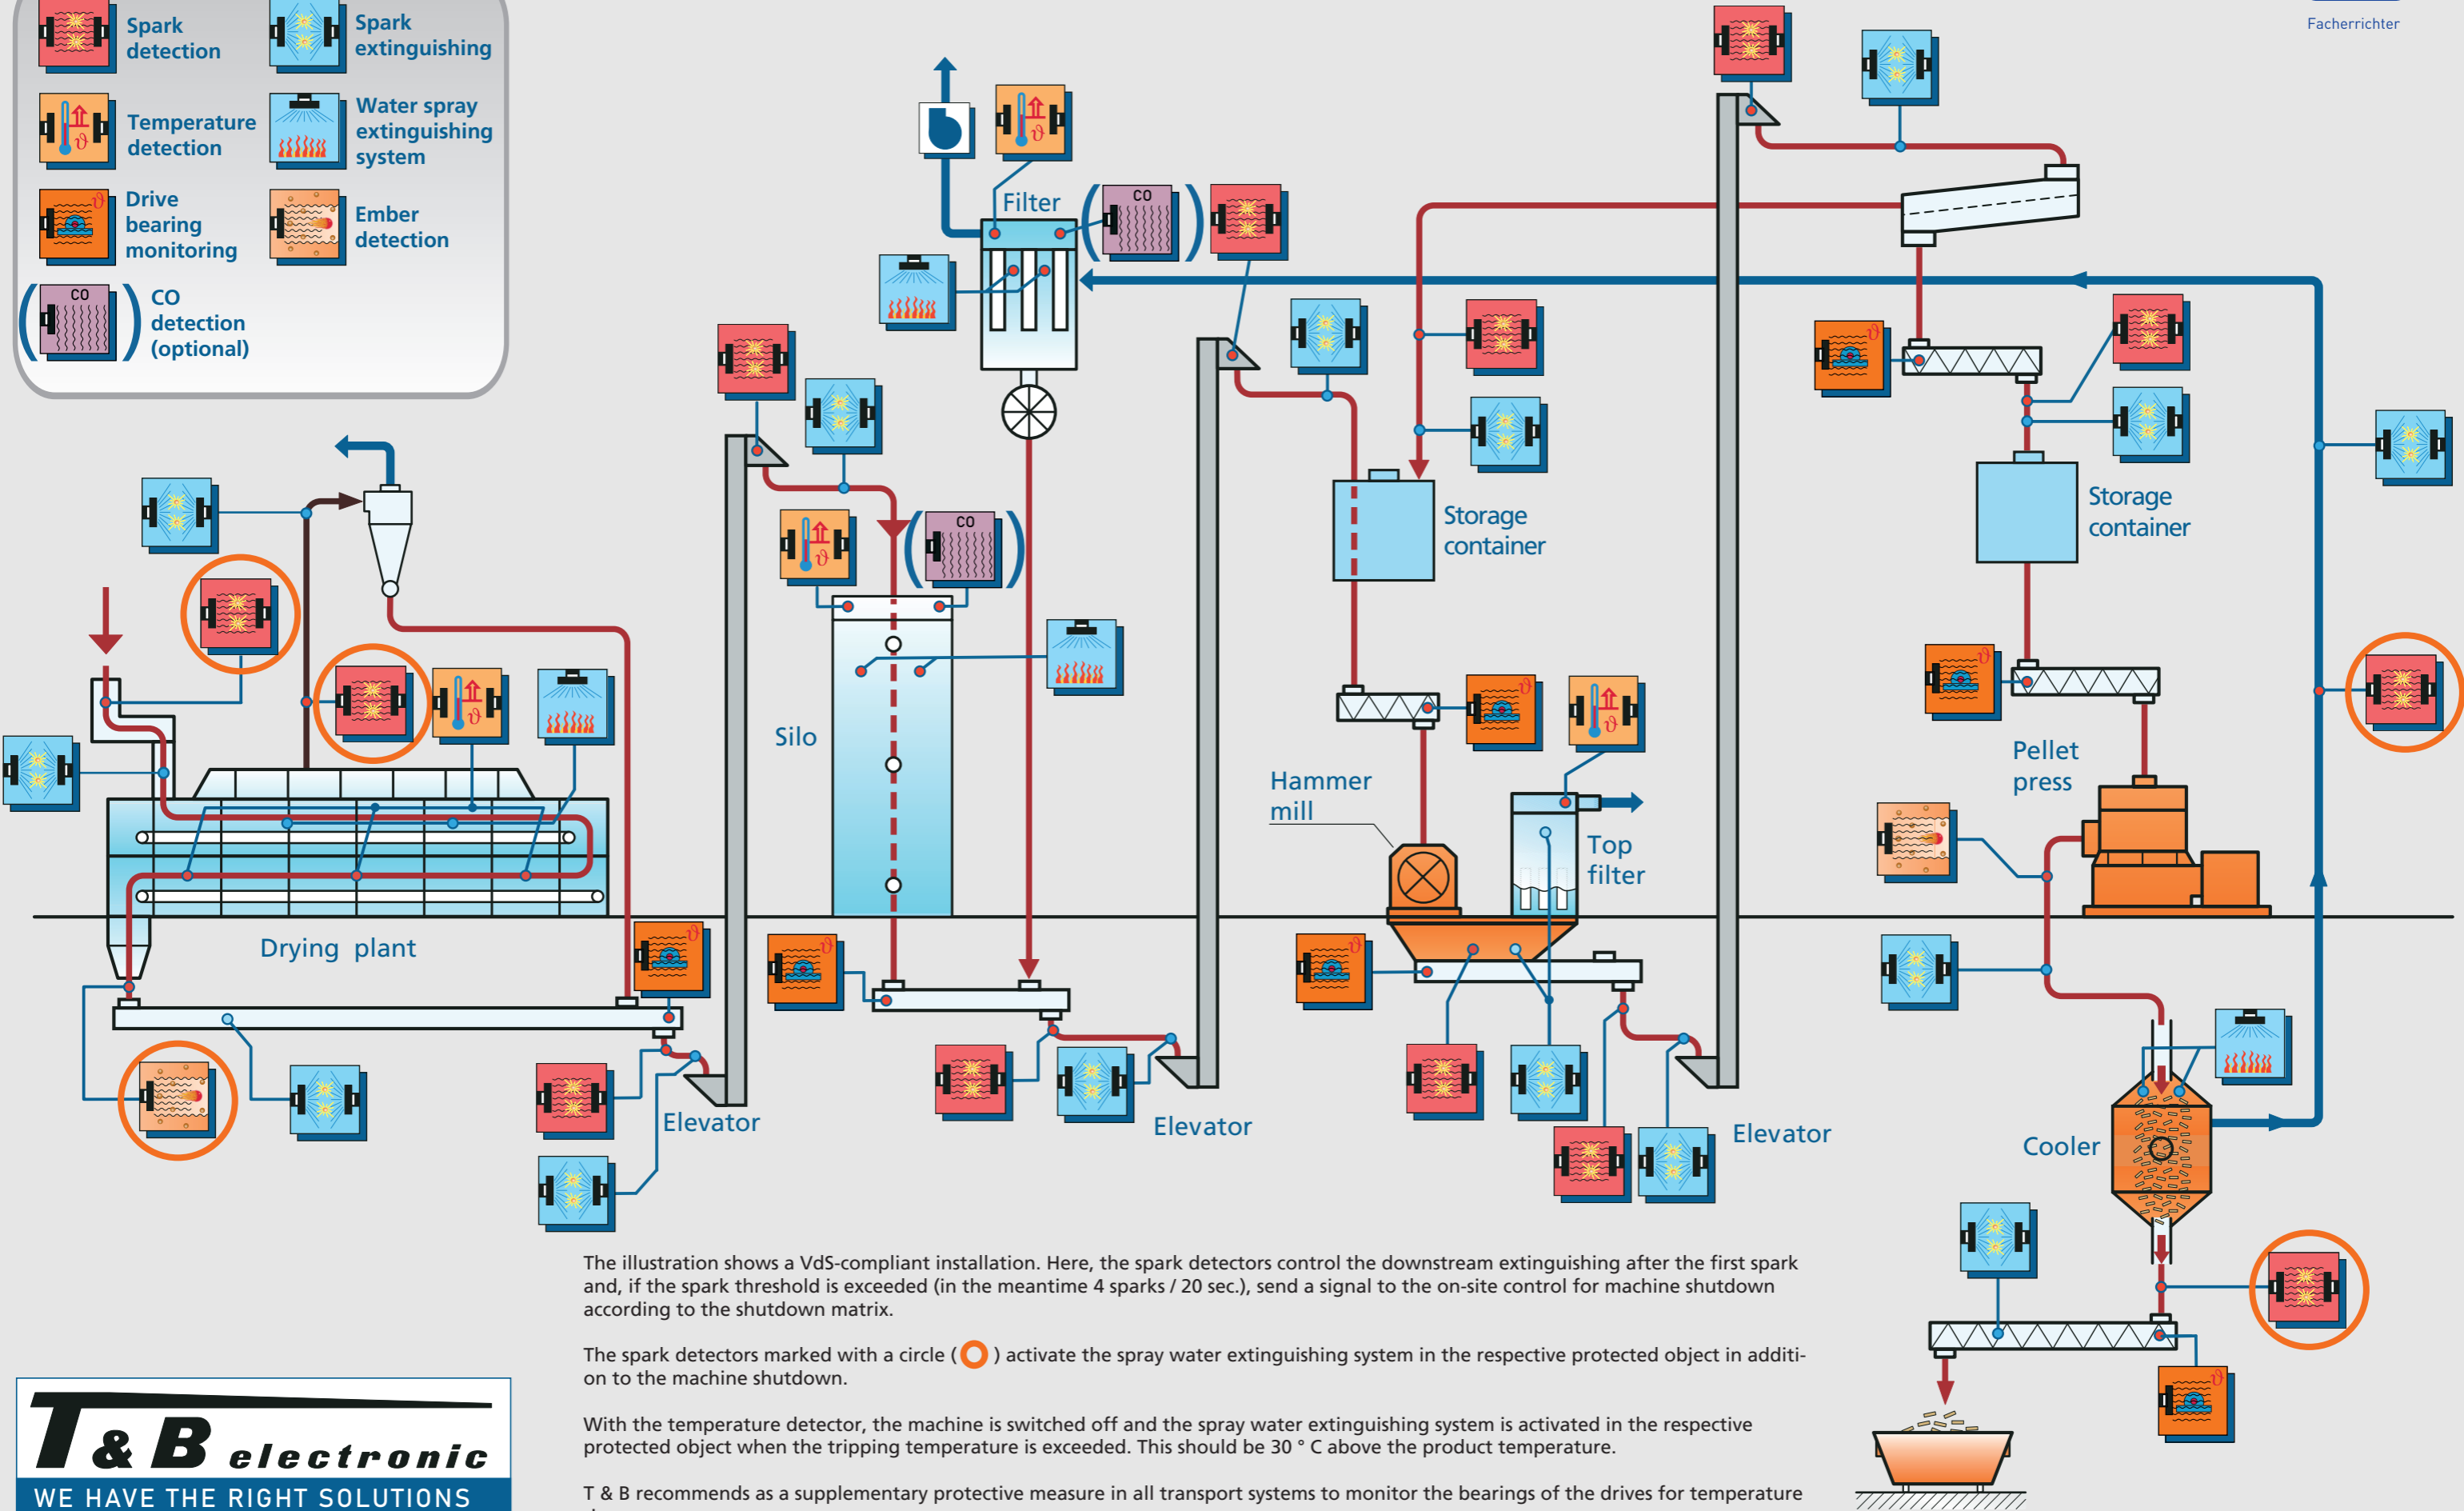 Spark
detection
Spark
extinguishing
Temperature
detection
Water spray
extinguishing
system
Drive
bearing
monitoring
Ember
detection
CO
CO
detection
(optional)
Facherrichter
Filter
CO
CO
Storage
container
Storage
container
Silo
Pellet
press
Hammer
mill
Top
filter
Drying plant
Elevator
Elevator
Elevator
Cooler
The illustration shows a VdS-compliant installation. Here, the spark detectors control the downstream extinguishing after the first spark
and, if the spark threshold is exceeded (in the meantime 4 sparks / 20 sec.), send a signal to the on-site control for machine shutdown
according to the shutdown matrix.
The spark detectors marked with a circle ( ) activate the spray water extinguishing system in the respective protected object in additi-
on to the machine shutdown.
With the temperature detector, the machine is switched off and the spray water extinguishing system is activated in the respective
protected object when the tripping temperature is exceeded. This should be 30 ° C above the product temperature.
T & B recommends as a supplementary protective measure in all transport systems to monitor the bearings of the drives for temperature
T & B electronic
WE HAVE THE RIGHT SOLUTIONS